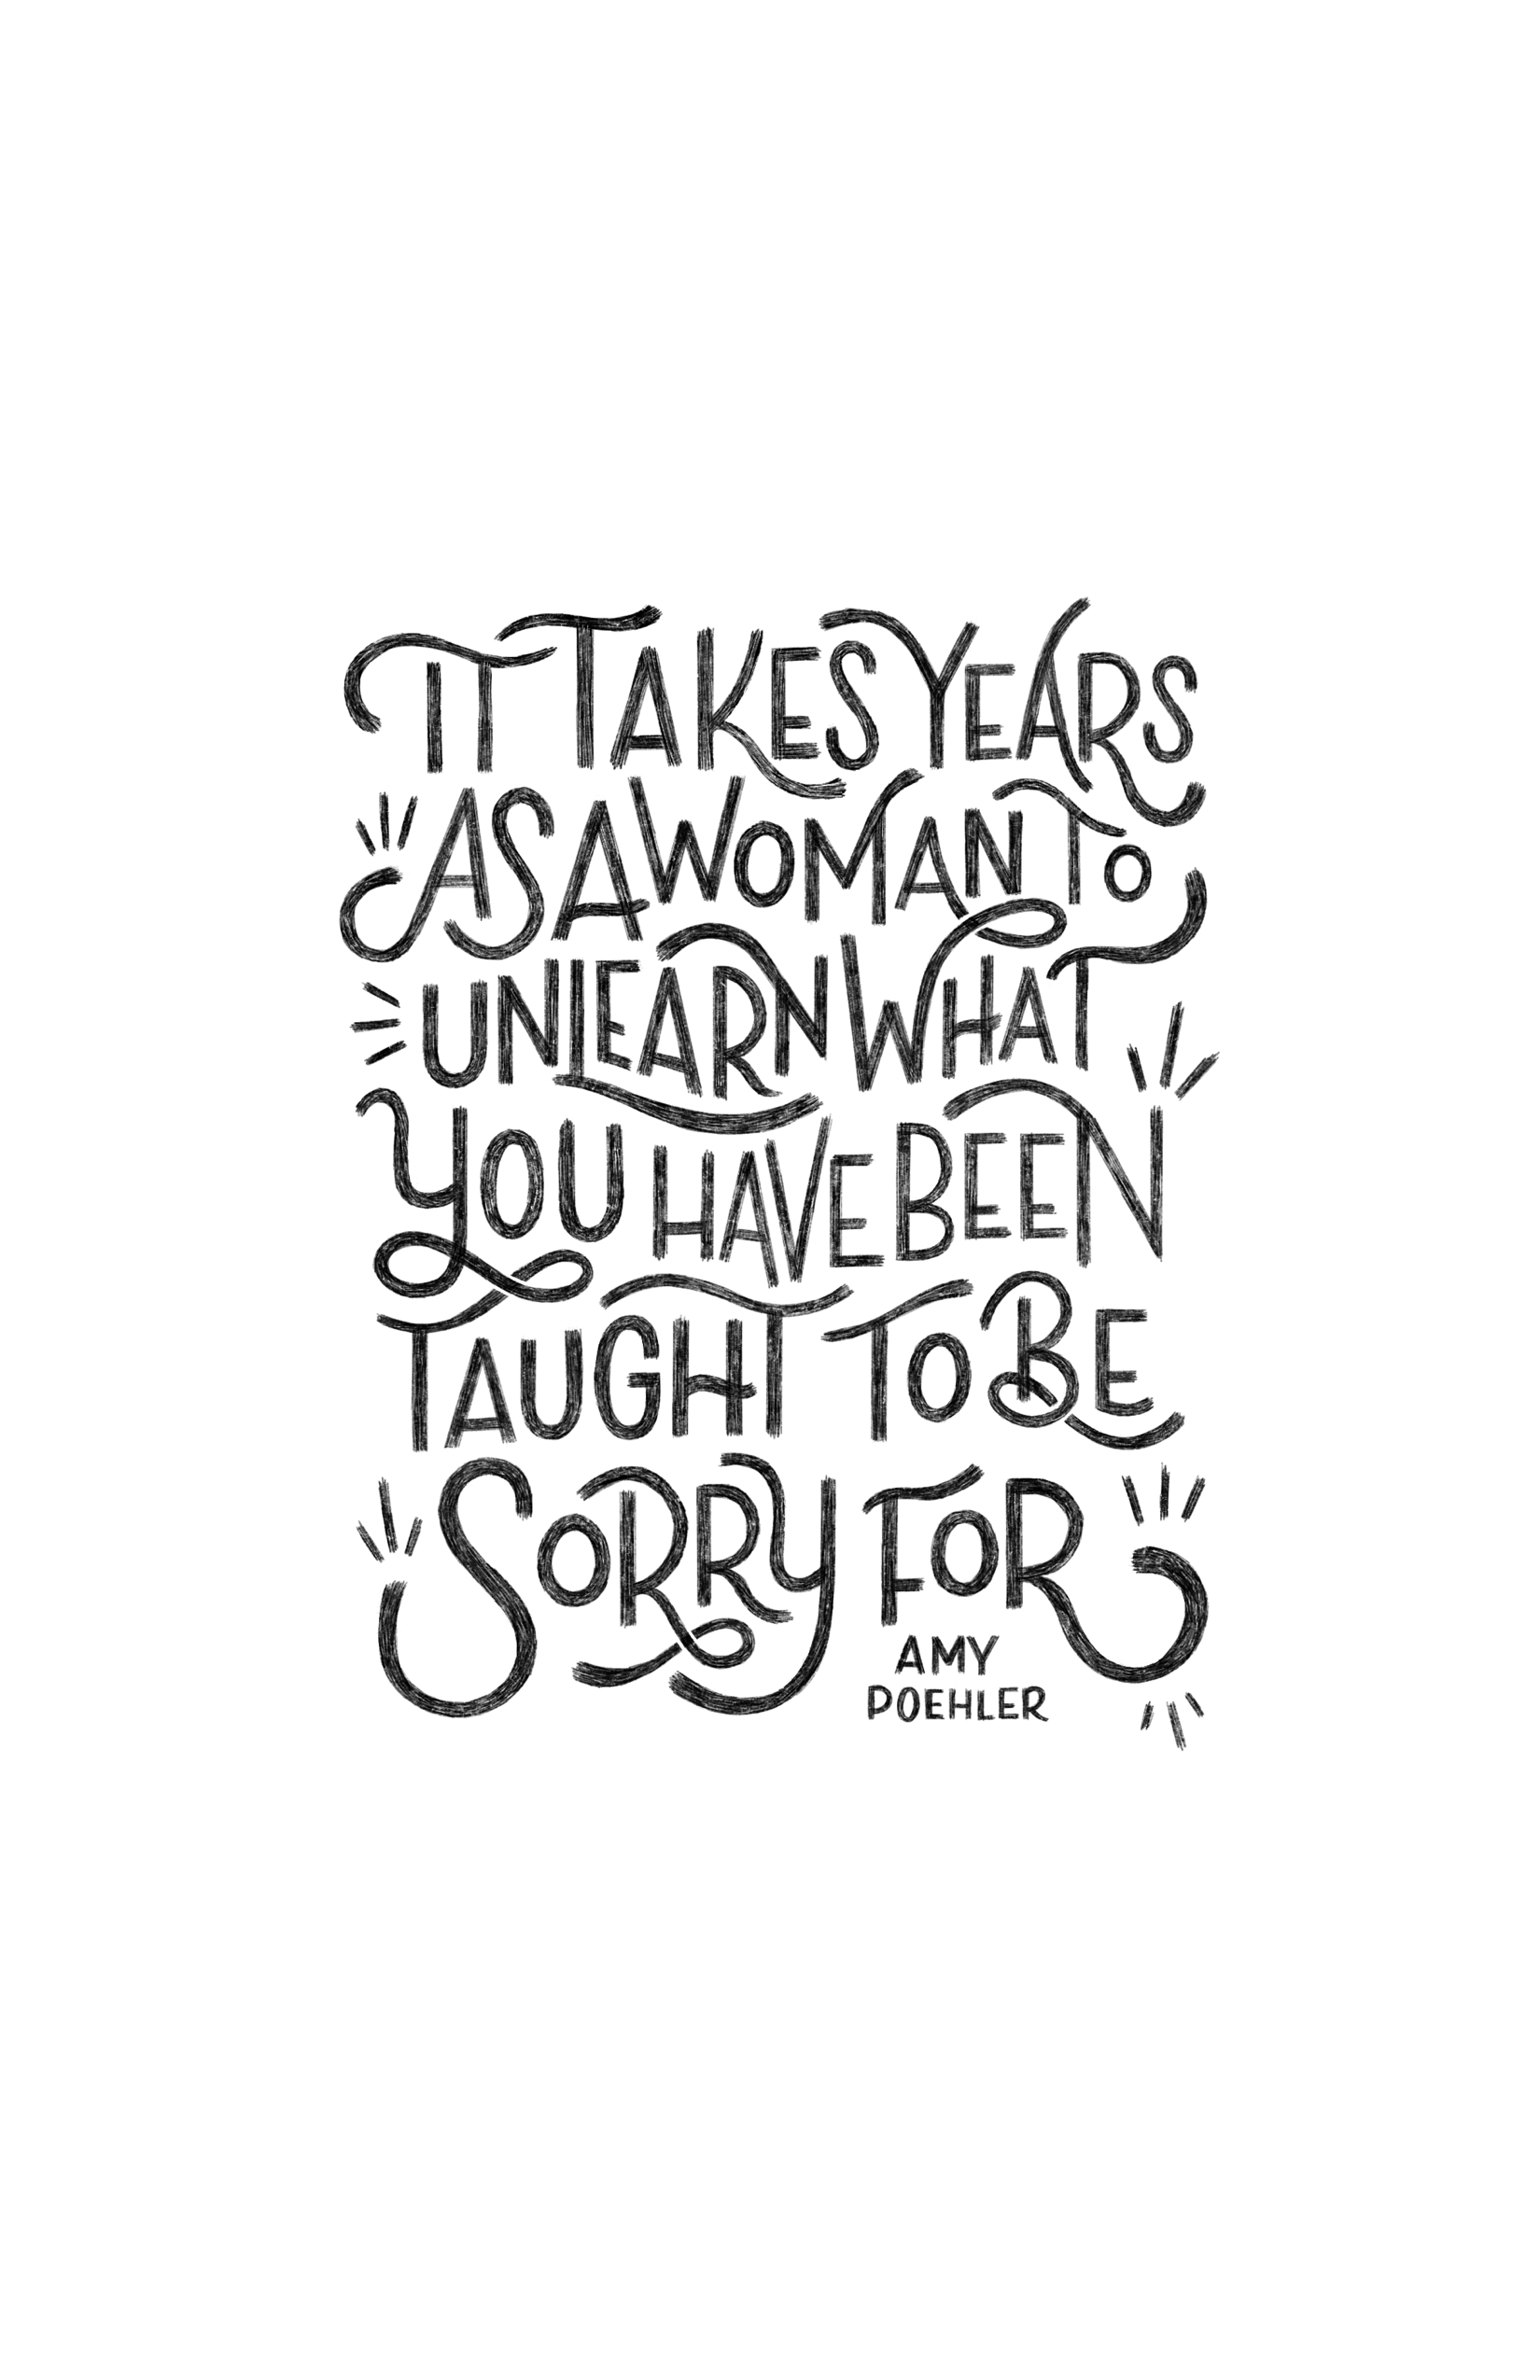 IT TAKES YEARS
AS A WOMAN TO
UNLEARN WHAT
YOU HAVE BEEN
TAUGHT TO BE
SORRY FOR
AMY
POEHLER